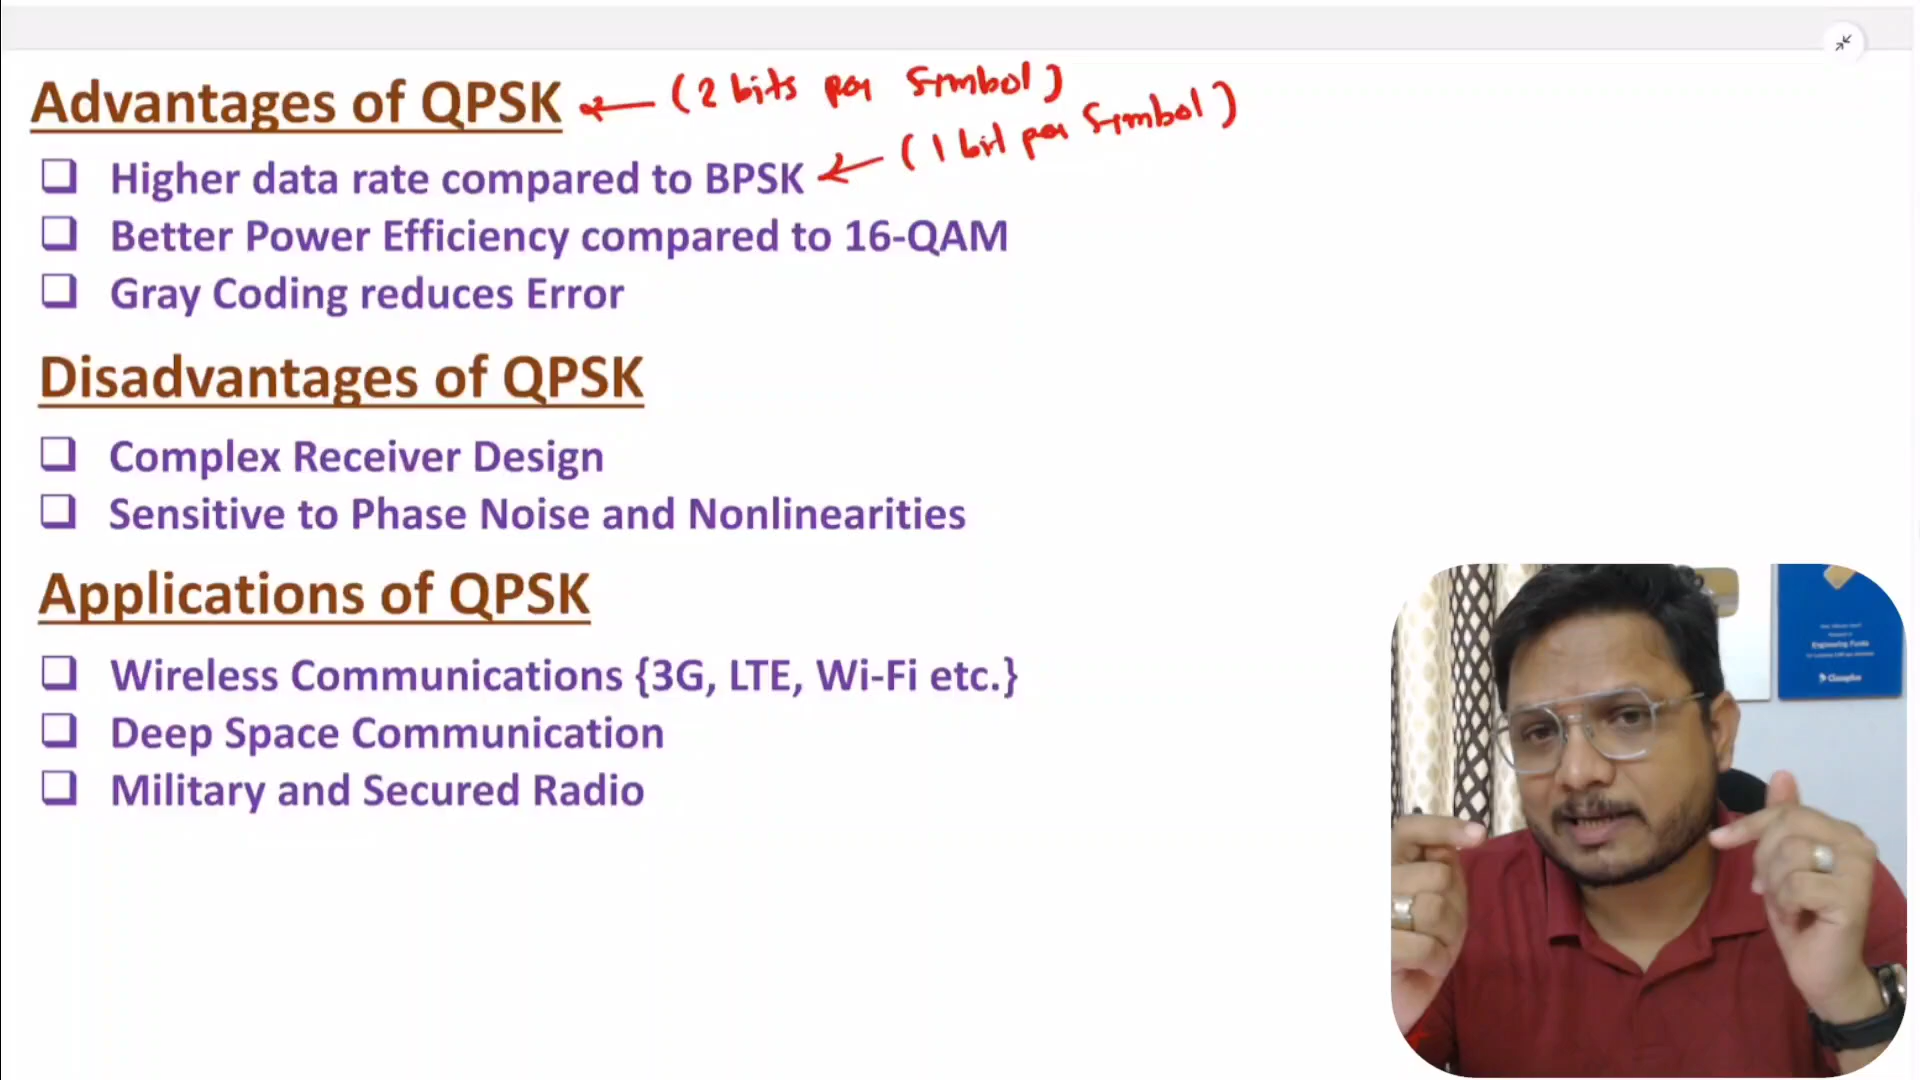 Advantages of QPSK (2 bits per symbol)
Higher data rate compared to BPSK (1 bit per symbol)
Better Power Efficiency compared to 16-QAM
Gray Coding reduces Error
Disadvantages of QPSK
Complex Receiver Design
Sensitive to Phase Noise and Nonlinearities
Applications of QPSK
Wireless Communications {3G, LTE, Wi-Fi etc.}
Deep Space Communication
Military and Secured Radio
Engineering Funda
Classplus